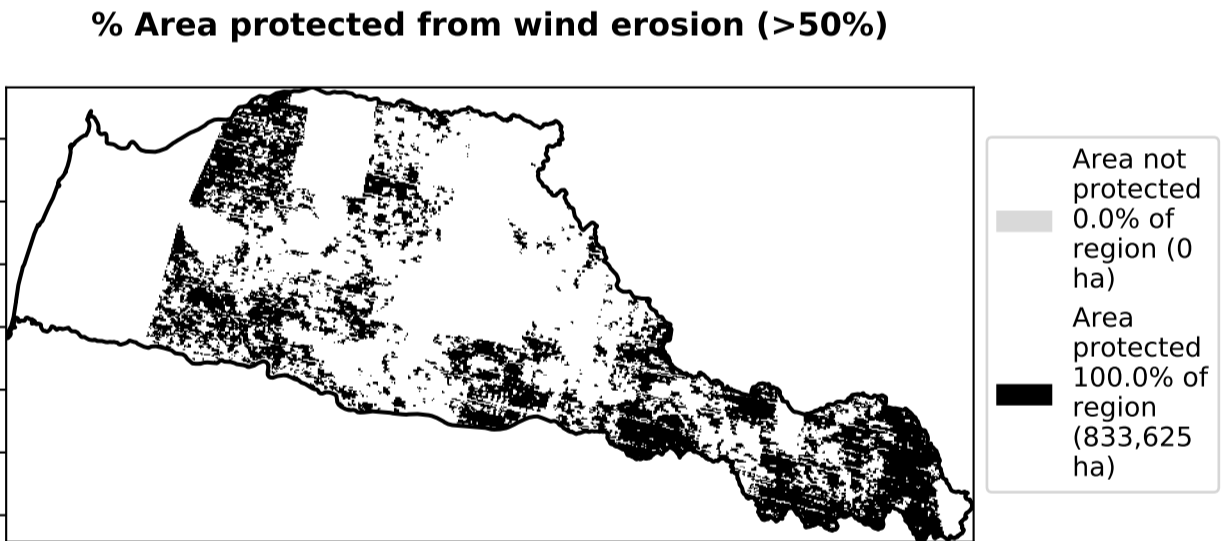 % Area protected from wind erosion (>50%)
Area not
protected
0.0% of
region (0
ha)
Area
protected
100.0% of
region
(833,625
ha)